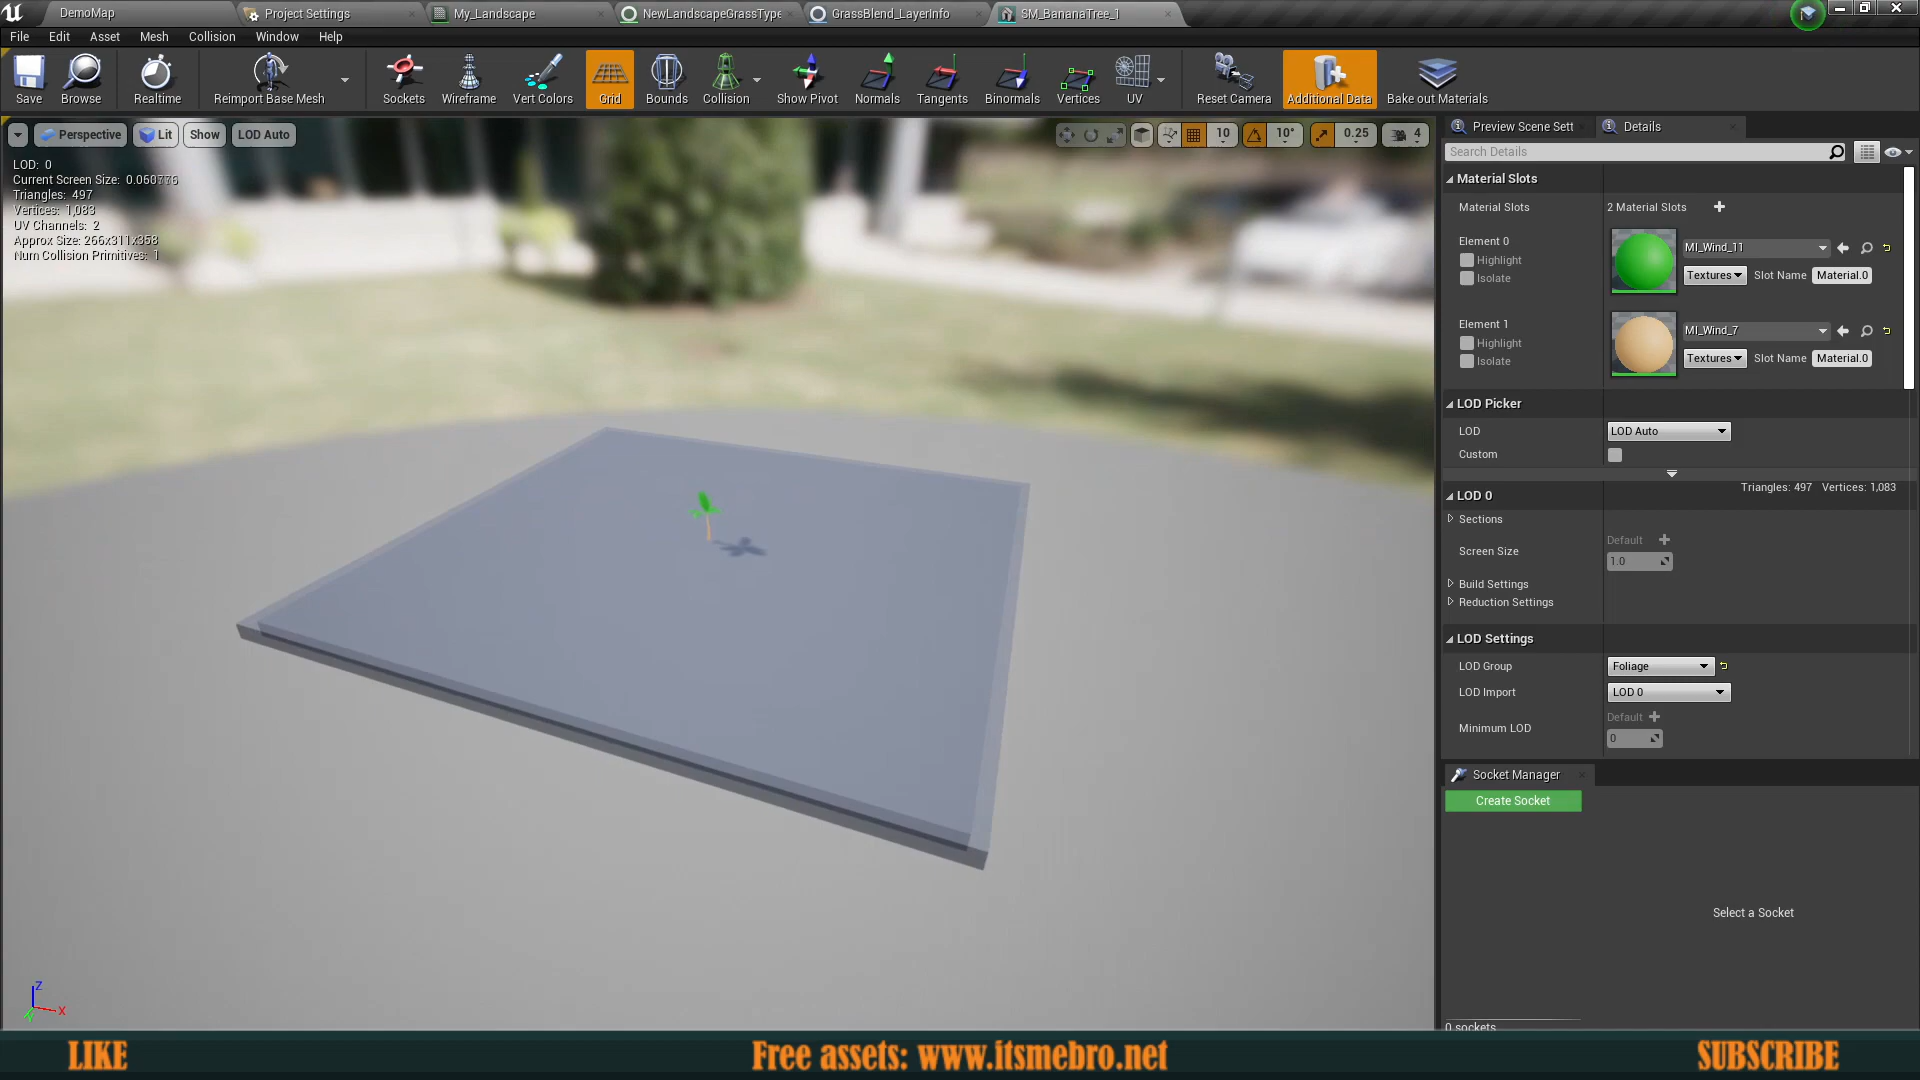 DemoMap
Project Settings
My_Landscape
NewLandscapeGrassType
GrassBlend_LayerInfo
SM_BananaTree_1
File Edit Asset Mesh Collision Window Help
Save Browse Realtime Reimport Base Mesh Sockets Wireframe Vert Colors Grid Bounds Collision Show Pivot Normals Tangents Binormals Vertices UV Reset Camera Additional Data Bake out Materials
Perspective Lit Show LOD Auto
10 10° 0.25 4
LOD: 0
Current Screen Size:
Triangles: 497
Vertices: 1,083
UV Channels: 2
Approx Size: 266x311x358
Num Collision Primitives: 1
Z
X
Y
Preview Scene Sett
Details
Search Details
Material Slots
Material Slots 2 Material Slots
Element 0 MI_Wind_11
Highlight
Isolate
Textures Slot Name Material.0
Element 1 MI_Wind_7
Highlight
Isolate
Textures Slot Name Material.0
LOD Picker
LOD LOD Auto
Custom
LOD 0
Triangles: 497 Vertices: 1,083
Sections
Screen Size Default
1.0
Build Settings
Reduction Settings
LOD Settings
LOD Group Foliage
LOD Import LOD 0
Minimum LOD Default
0
Socket Manager
Create Socket
Select a Socket
0 sockets
LIKE
Free assets: www.itsmebro.net
SUBSCRIBE